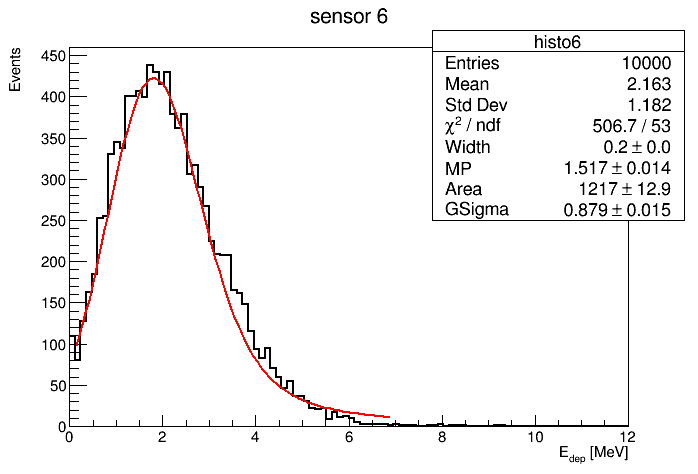 sensor 6
histo6
Entries 10000
Mean 2.163
Std Dev 1.182
χ² / ndf 506.7 / 53
Width 0.2 ± 0.0
MP 1.517 ± 0.014
Area 1217 ± 12.9
GSigma 0.879 ± 0.015
Events
450
400
350
300
250
200
150
100
50
0
0 2 4 6 8 10 12
E_dep [MeV]